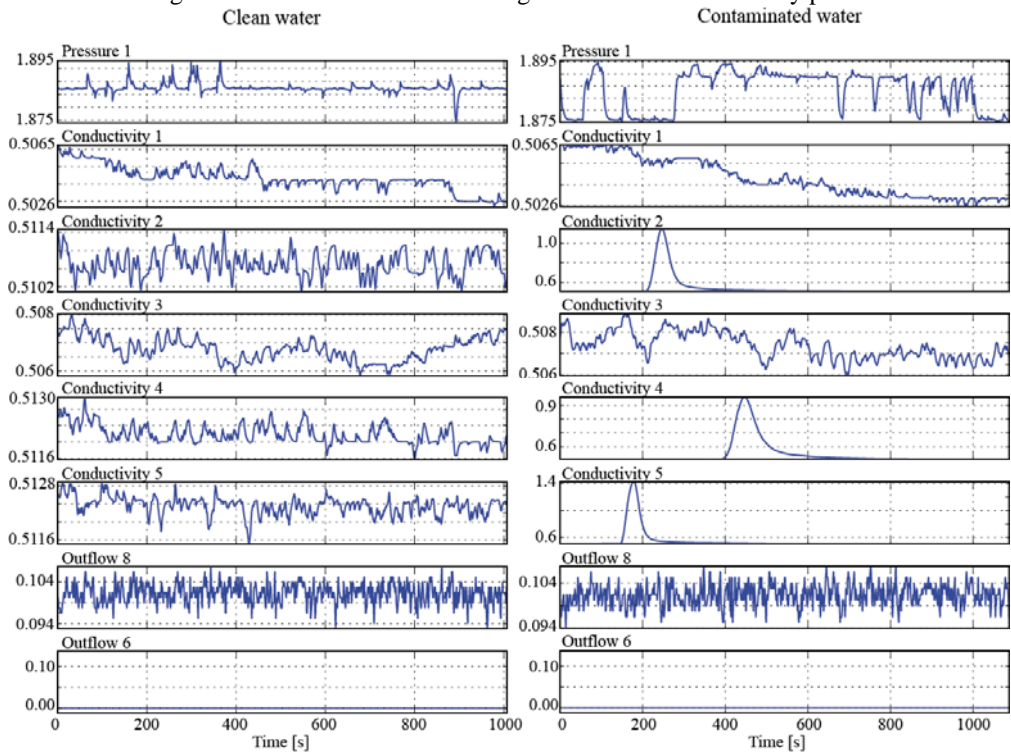 Clean water
Contaminated water
Pressure 1
1.895
1.875
Conductivity 1
0.5065
0.5026
Conductivity 2
0.5114
0.5102
Conductivity 3
0.508
0.506
Conductivity 4
0.5130
0.5116
Conductivity 5
0.5128
0.5116
Outflow 8
0.104
0.094
Outflow 6
0.10
0.00
0 200 400 600 800 1000
Time [s]
Pressure 1
1.895
1.875
Conductivity 1
0.5065
0.5026
Conductivity 2
1.0
0.6
Conductivity 3
0.508
0.506
Conductivity 4
0.9
0.6
Conductivity 5
1.4
0.6
Outflow 8
0.104
0.094
Outflow 6
0.10
0.00
0 200 400 600 800 1000
Time [s]